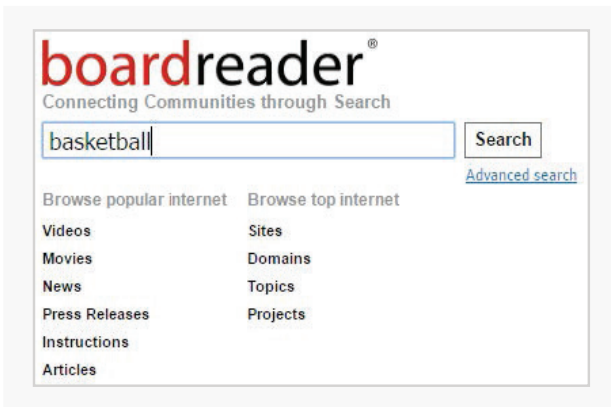 boardreader®
Connecting Communities through Search
basketball
Search
Advanced search
Browse popular internet
Videos
Movies
News
Press Releases
Instructions
Articles
Browse top internet
Sites
Domains
Topics
Projects